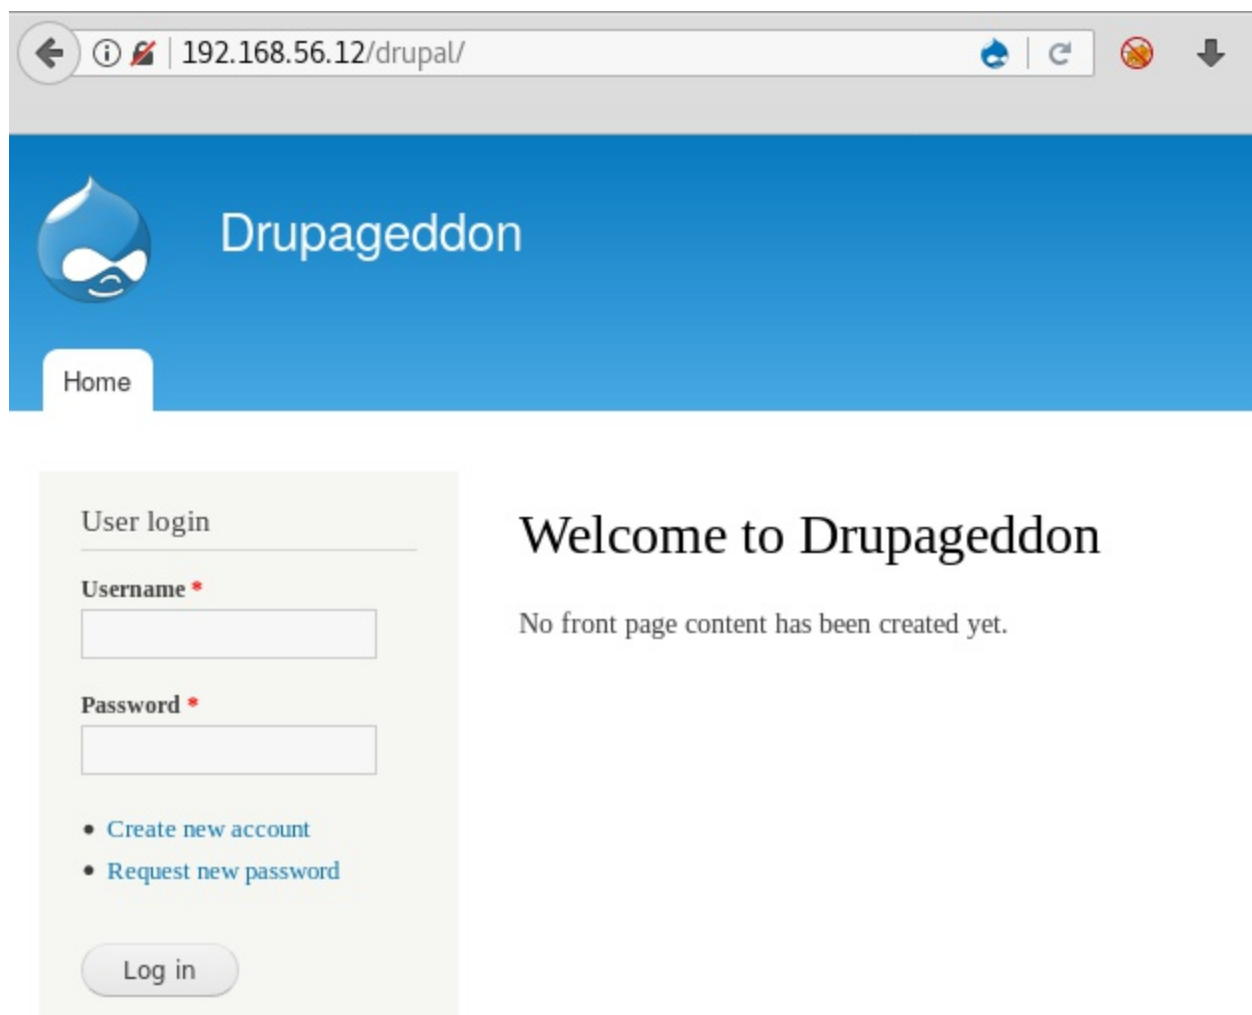 192.168.56.12/drupal/
Drupageddon
Home
User login
Username *
Password *
Create new account
Request new password
Log in
Welcome to Drupageddon
No front page content has been created yet.